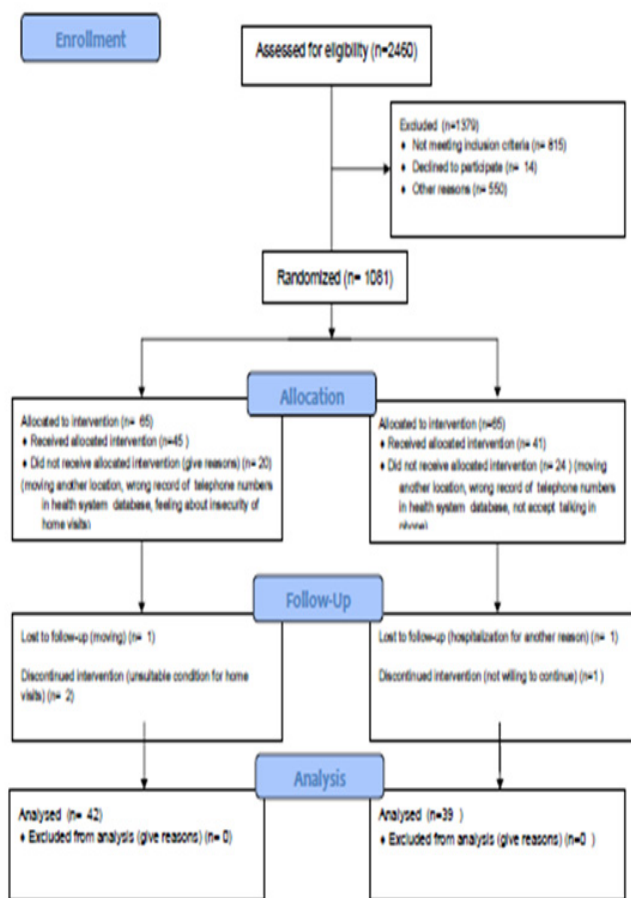 Enrollment
Assessed for eligibility (n=2460)
Excluded (n=1379)
♦ Not meeting inclusion criteria (n= 815)
♦ Declined to participate (n= 14)
♦ Other reasons (n= 550)
Randomized (n= 1081)
Allocation
Allocated to intervention (n= 65)
♦ Received allocated intervention (n=45 )
♦ Did not receive allocated intervention (give reasons) (n= 20)
(moving another location, wrong record of telephone numbers
in health system database, feeling about insecurity of
home visits)
Allocated to intervention (n=65)
♦ Received allocated intervention (n= 41)
♦ Did not receive allocated intervention (n= 24 ) (moving
another location, wrong record of telephone numbers
in health system database, not accept talking in
phone)
Follow-Up
Lost to follow-up (moving) (n= 1)
Discontinued intervention (unsuitable condition for home
visits) (n= 2)
Lost to follow-up (hospitalization for another reason) (n= 1)
Discontinued intervention (not willing to continue) (n=1 )
Analysis
Analysed (n= 42)
♦ Excluded from analysis (give reasons) (n= 0)
Analysed (n=39 )
♦ Excluded from analysis (give reasons) (n=0 )